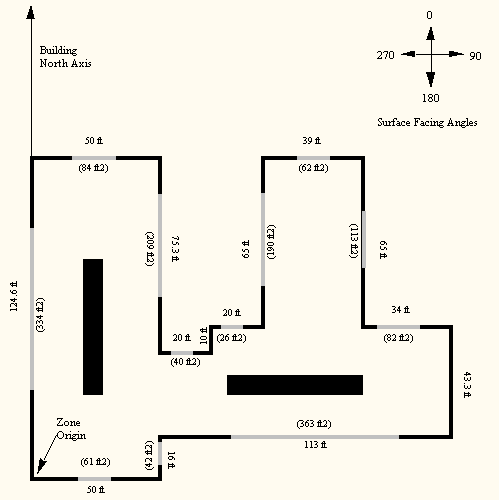 0
Building
North Axis
270
90
180
Surface Facing Angles
50 ft
(84 ft2)
39 ft
(62 ft2)
75.3 ft
(209 ft2)
65 ft
(190 ft2)
(113 ft2)
65 ft
124.6 ft
(334 ft2)
20 ft
(26 ft2)
10 ft
20 ft
(40 ft2)
34 ft
(82 ft2)
43.3 ft
Zone
Origin
(363 ft2)
113 ft
(42 ft2)
16 ft
(61 ft2)
50 ft